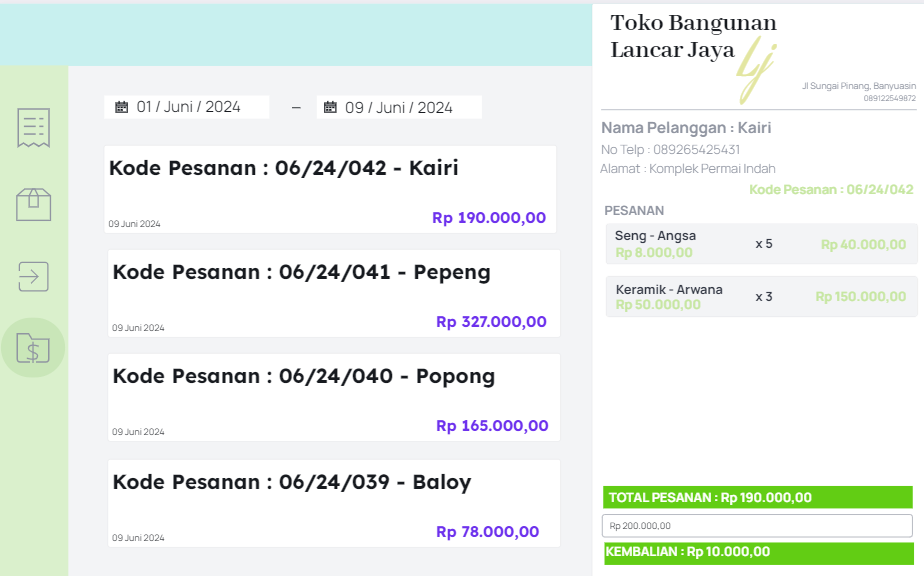 01 / Juni / 2024
–
09 / Juni / 2024
Kode Pesanan : 06/24/042 - Kairi
09 Juni 2024
Rp 190.000,00
Kode Pesanan : 06/24/041 - Pepeng
09 Juni 2024
Rp 327.000,00
Kode Pesanan : 06/24/040 - Popong
09 Juni 2024
Rp 165.000,00
Kode Pesanan : 06/24/039 - Baloy
09 Juni 2024
Rp 78.000,00
Toko Bangunan
Lancar Jaya
Lj
Jl Sungai Pinang, Banyuasin
089122549872
Nama Pelanggan : Kairi
No Telp : 089265425431
Alamat : Komplek Permai Indah
Kode Pesanan : 06/24/042
PESANAN
Seng - Angsa
Rp 8.000,00
x 5
Rp 40.000,00
Keramik - Arwana
Rp 50.000,00
x 3
Rp 150.000,00
TOTAL PESANAN : Rp 190.000,00
Rp 200.000,00
KEMBALIAN : Rp 10.000,00